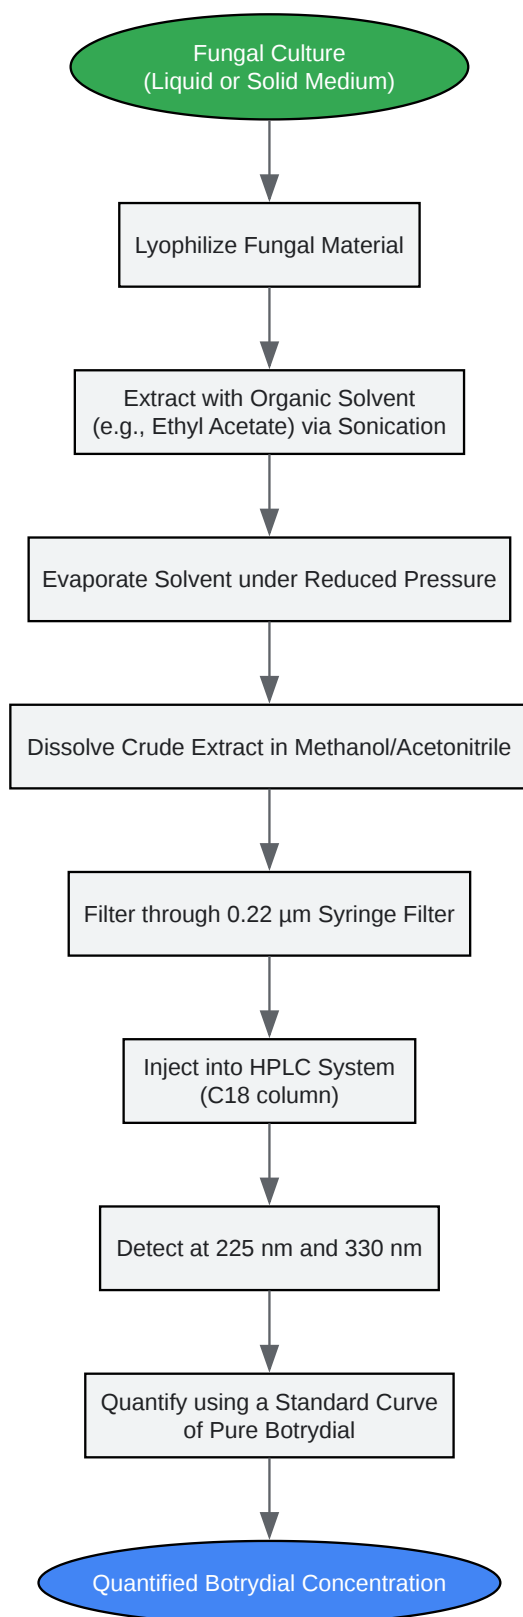 Fungal Culture
(Liquid or Solid Medium)
Lyophilize Fungal Material
Extract with Organic Solvent
(e.g., Ethyl Acetate) via Sonication
Evaporate Solvent under Reduced Pressure
Dissolve Crude Extract in Methanol/Acetonitrile
Filter through 0.22 µm Syringe Filter
Inject into HPLC System
(C18 column)
Detect at 225 nm and 330 nm
Quantify using a Standard Curve
of Pure Botrydial
Quantified Botrydial Concentration